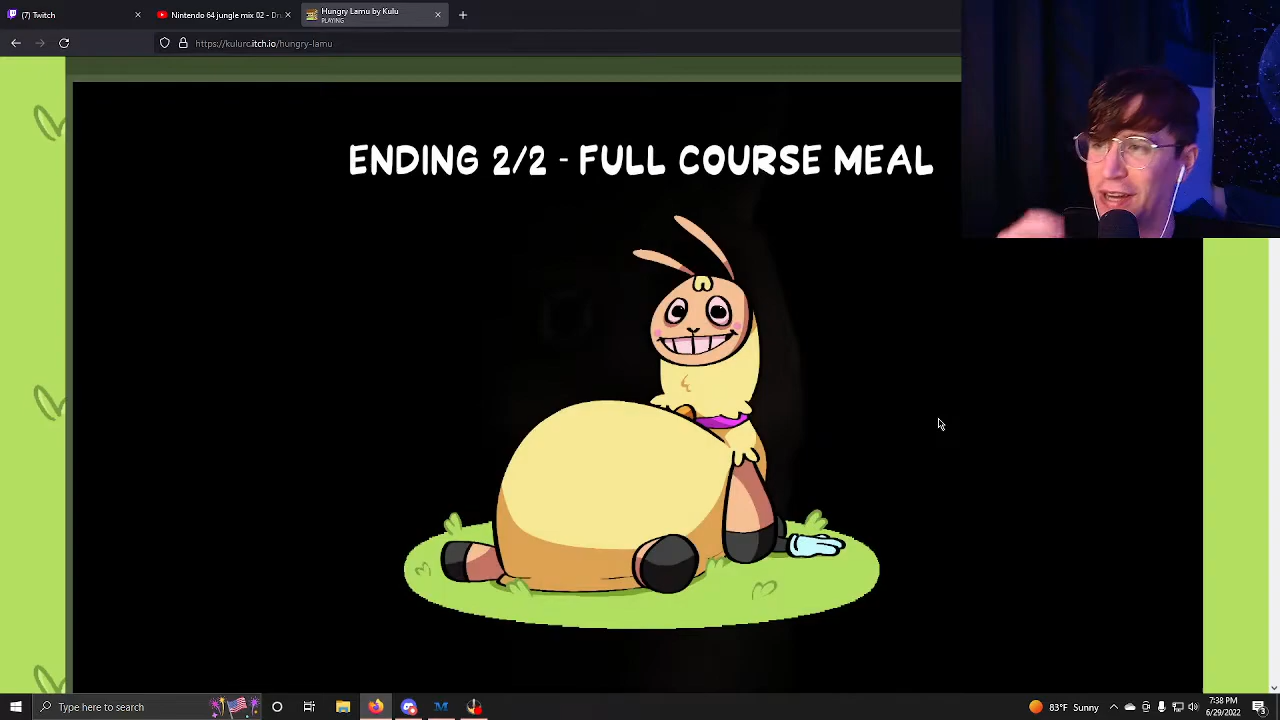 (7) Twitch
Nintendo 64 jungle mix 02 - Dr
Hungry Lamu by Kulu
PLAYING
https://kulurc.itch.io/hungry-lamu
ENDING 2/2 - FULL COURSE MEAL
Type here to search
83°F Sunny
7:38 PM
6/29/2022
3